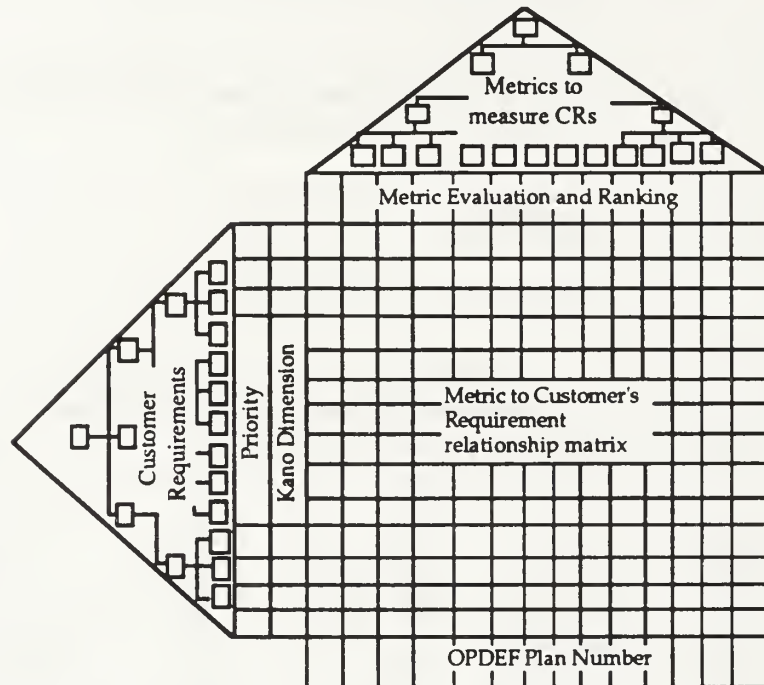 Metrics to
measure CRs
Metric Evaluation and Ranking
Customer
Requirements
Priority
Kano Dimension
Metric to Customer's
Requirement
relationship matrix
OPDEF Plan Number